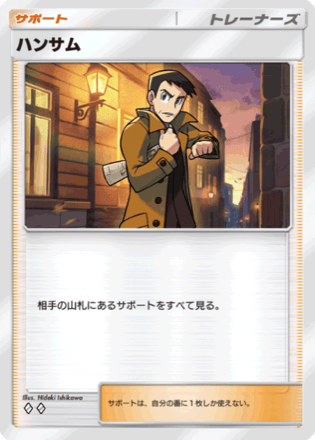 サポート
トレーナーズ
ハンサム
相手の山札にあるサポートをすべて見る。
Illus. Hideki Ishikawa
サポートは、自分の番に1枚しか使えない。